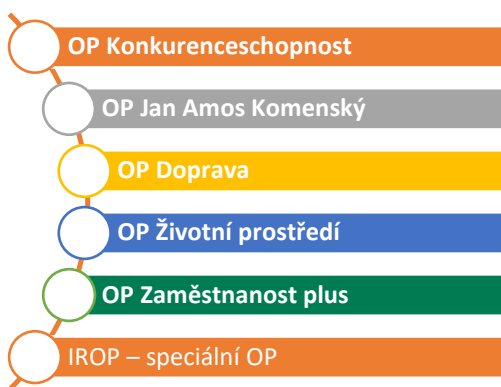 OP Konkurenceschopnost
OP Jan Amos Komenský
OP Doprava
OP Životní prostředí
OP Zaměstnanost plus
IROP – speciální OP